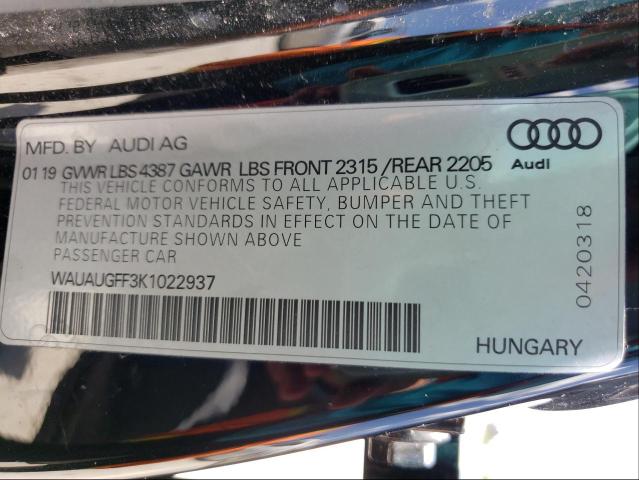 MFD. BY AUDI AG
Audi
01 19 GVWR LBS 4387 GAWR LBS FRONT 2315 /REAR 2205
THIS VEHICLE CONFORMS TO ALL APPLICABLE U.S.
FEDERAL MOTOR VEHICLE SAFETY, BUMPER AND THEFT
PREVENTION STANDARDS IN EFFECT ON THE DATE OF
MANUFACTURE SHOWN ABOVE
PASSENGER CAR
WAUAUGFF3K1022937
0420318
HUNGARY